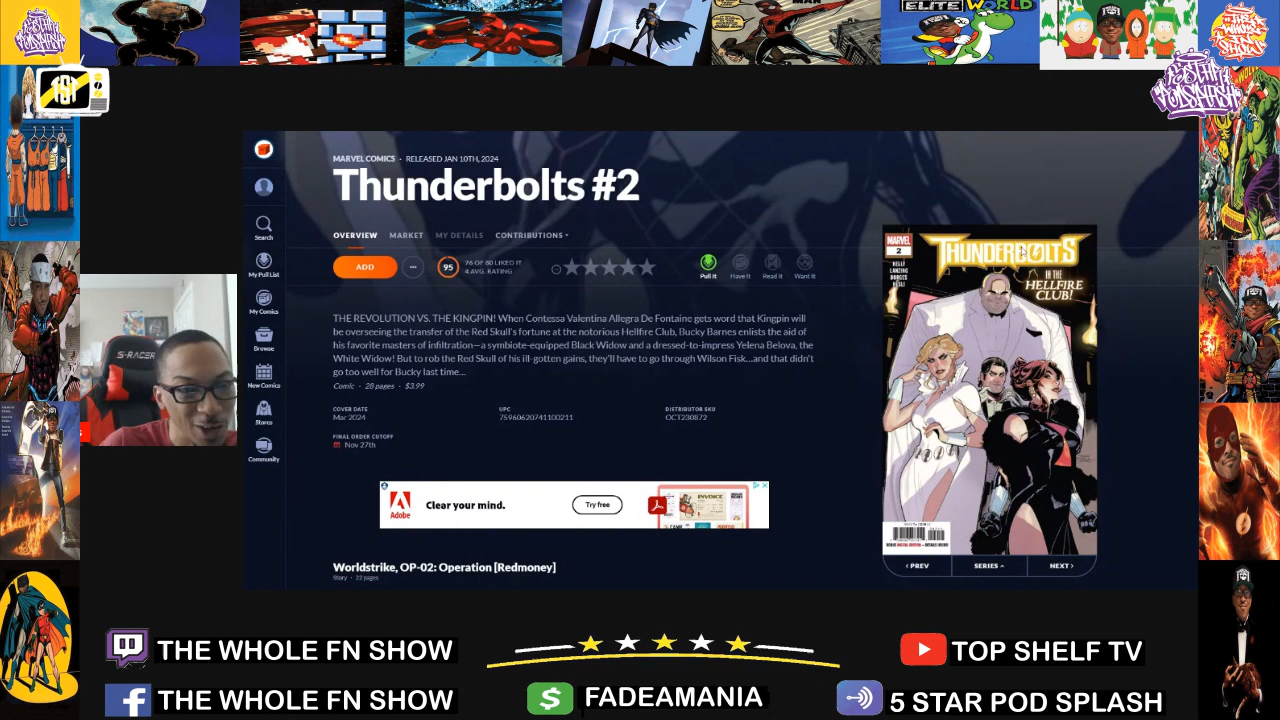 ELITE WORLD
TST
S-RACER
MARVEL COMICS · RELEASED JAN 10TH, 2024
Thunderbolts #2
OVERVIEW MARKET MY DETAILS CONTRIBUTIONS
ADD
95
76 OF 80 LIKED IT
4 AVG. RATING
Pull It Have It Read It Want It
Search
My Pull List
My Comics
Browse
New Comics
Stores
Community
THE REVOLUTION VS. THE KINGPIN! When Contessa Valentina Allegra De Fontaine gets word that Kingpin will
be overseeing the transfer of the Red Skull's fortune at the notorious Hellfire Club, Bucky Barnes enlists the aid of
his favorite masters of infiltration—a symbiote-equipped Black Widow and a dressed-to-impress Yelena Belova, the
White Widow! But to rob the Red Skull of his ill-gotten gains, they'll have to go through Wilson Fisk...and that didn't
go too well for Bucky last time...
Comic · 28 pages · $3.99
COVER DATE
Mar 2024
UPC
75960620741100211
DISTRIBUTOR SKU
OCT230872
FINAL ORDER CUTOFF
Nov 27th
Adobe
Clear your mind.
Try free
INVOICE
Worldstrike, OP-02: Operation [Redmoney]
Story · 22 pages
MARVEL
2
KELLY
LANZING
BORGES
THUNDERBOLTS
IN THE
HELLFIRE
CLUB!
‹ PREV SERIES NEXT ›
THE WHOLE FN SHOW
THE WHOLE FN SHOW
FADEAMANIA
TOP SHELF TV
5 STAR POD SPLASH